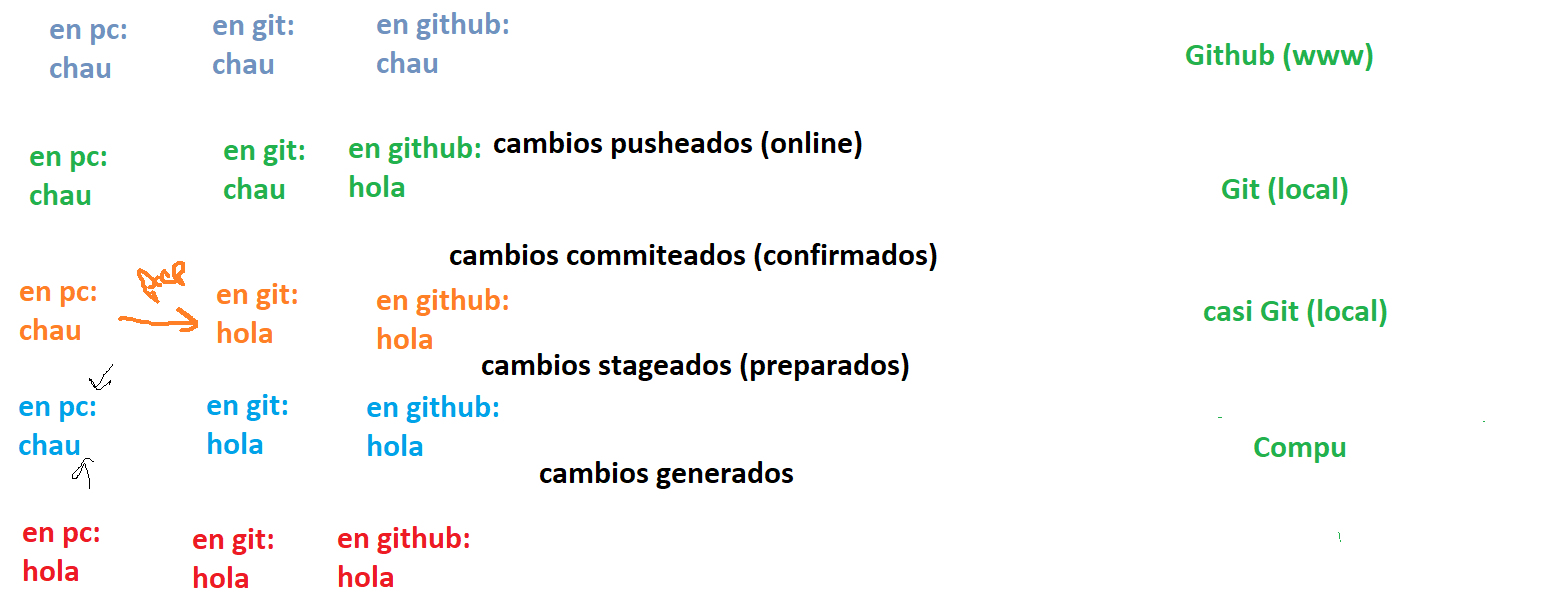 en pc:
chau
en git:
chau
en github:
chau
Github (www)
en pc:
chau
en git:
chau
en github:
hola
cambios pusheados (online)
Git (local)
cambios commiteados (confirmados)
en pc:
chau
en git:
hola
en github:
hola
casi Git (local)
cambios stageados (preparados)
en pc:
chau
en git:
hola
en github:
hola
Compu
cambios generados
en pc:
hola
en git:
hola
en github:
hola